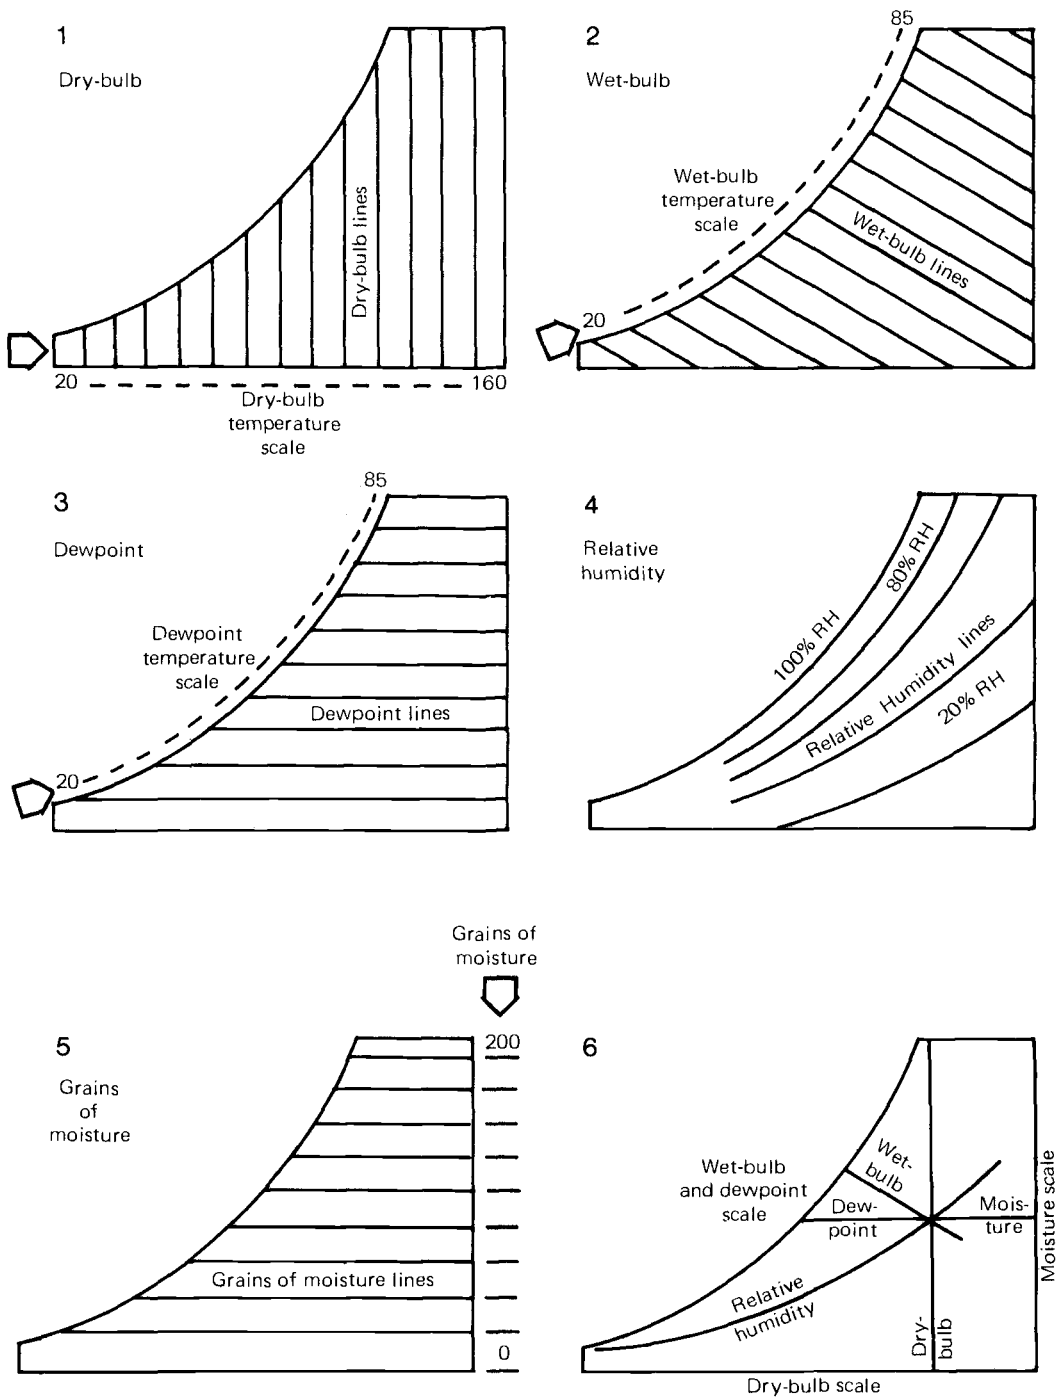 1
Dry-bulb
Dry-bulb lines
20
160
Dry-bulb
temperature
scale
2
Wet-bulb
85
Wet-bulb
temperature
scale
Wet-bulb lines
20
3
Dewpoint
85
Dewpoint
temperature
scale
Dewpoint lines
20
4
Relative
humidity
100% RH
80% RH
Relative Humidity lines
20% RH
Grains of
moisture
5
Grains
of
moisture
200
Grains of moisture lines
0
6
Wet-bulb
and dewpoint
scale
Wet-
bulb
Dew-
point
Mois-
ture
Moisture scale
Relative
humidity
Dry-
bulb
Dry-bulb scale